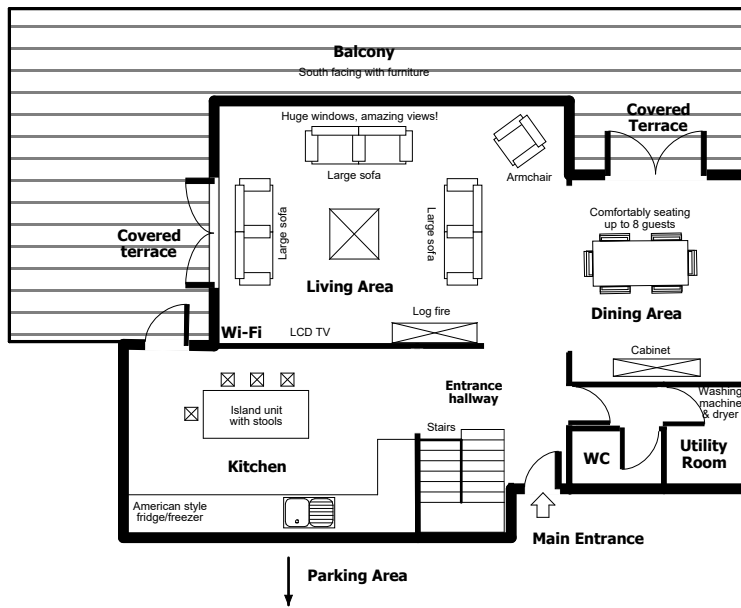 Balcony
South facing with furniture
Huge windows, amazing views!
Covered
Terrace
Large sofa
Armchair
Comfortably seating
up to 8 guests
Covered
terrace
Large sofa
Large sofa
Living Area
Dining Area
Log fire
Wi-Fi
LCD TV
Cabinet
Entrance
hallway
Washing
machine
& dryer
Island unit
with stools
Stairs
Kitchen
WC
Utility
Room
American style
fridge/freezer
Main Entrance
Parking Area